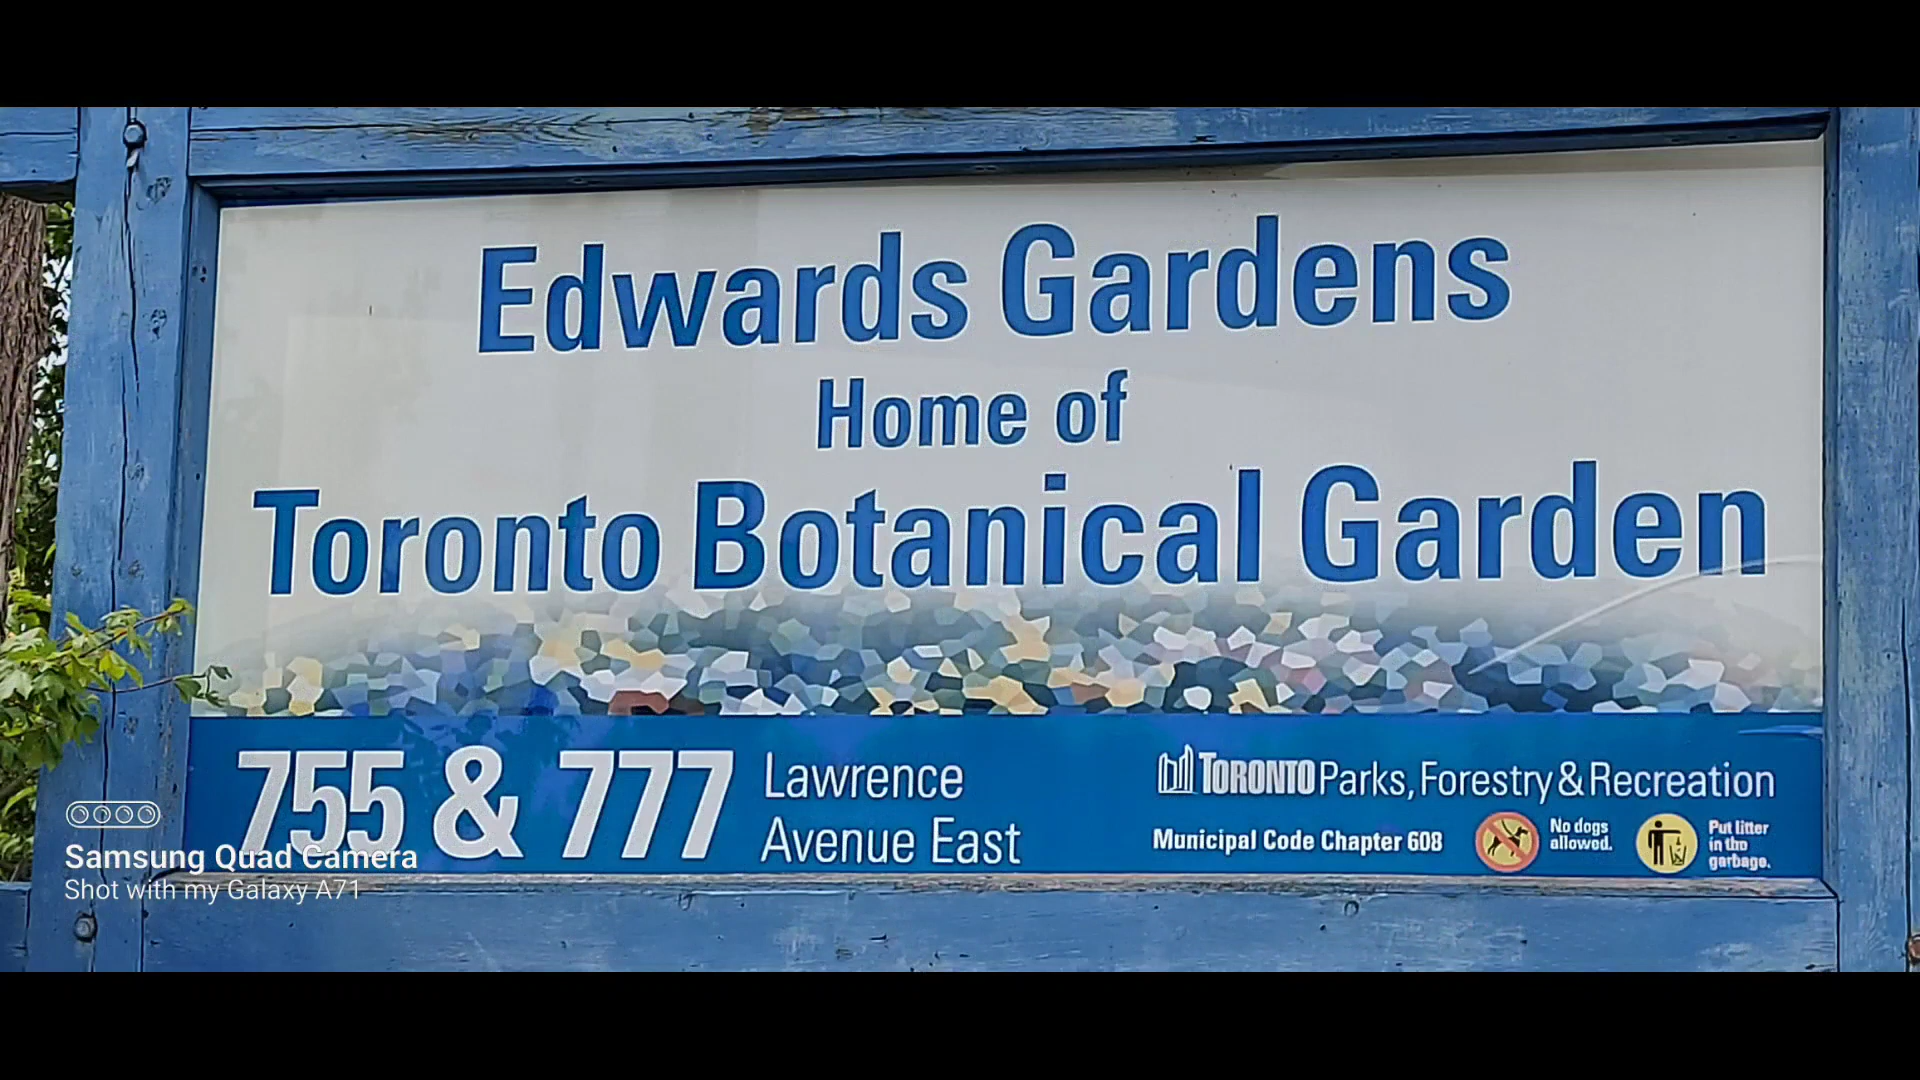 Edwards Gardens
Home of
Toronto Botanical Garden
755 & 777 Lawrence
Avenue East
TORONTO Parks, Forestry & Recreation
Municipal Code Chapter 608
No dogs
allowed.
Put litter
in the
garbage.
Samsung Quad Camera
Shot with my Galaxy A71